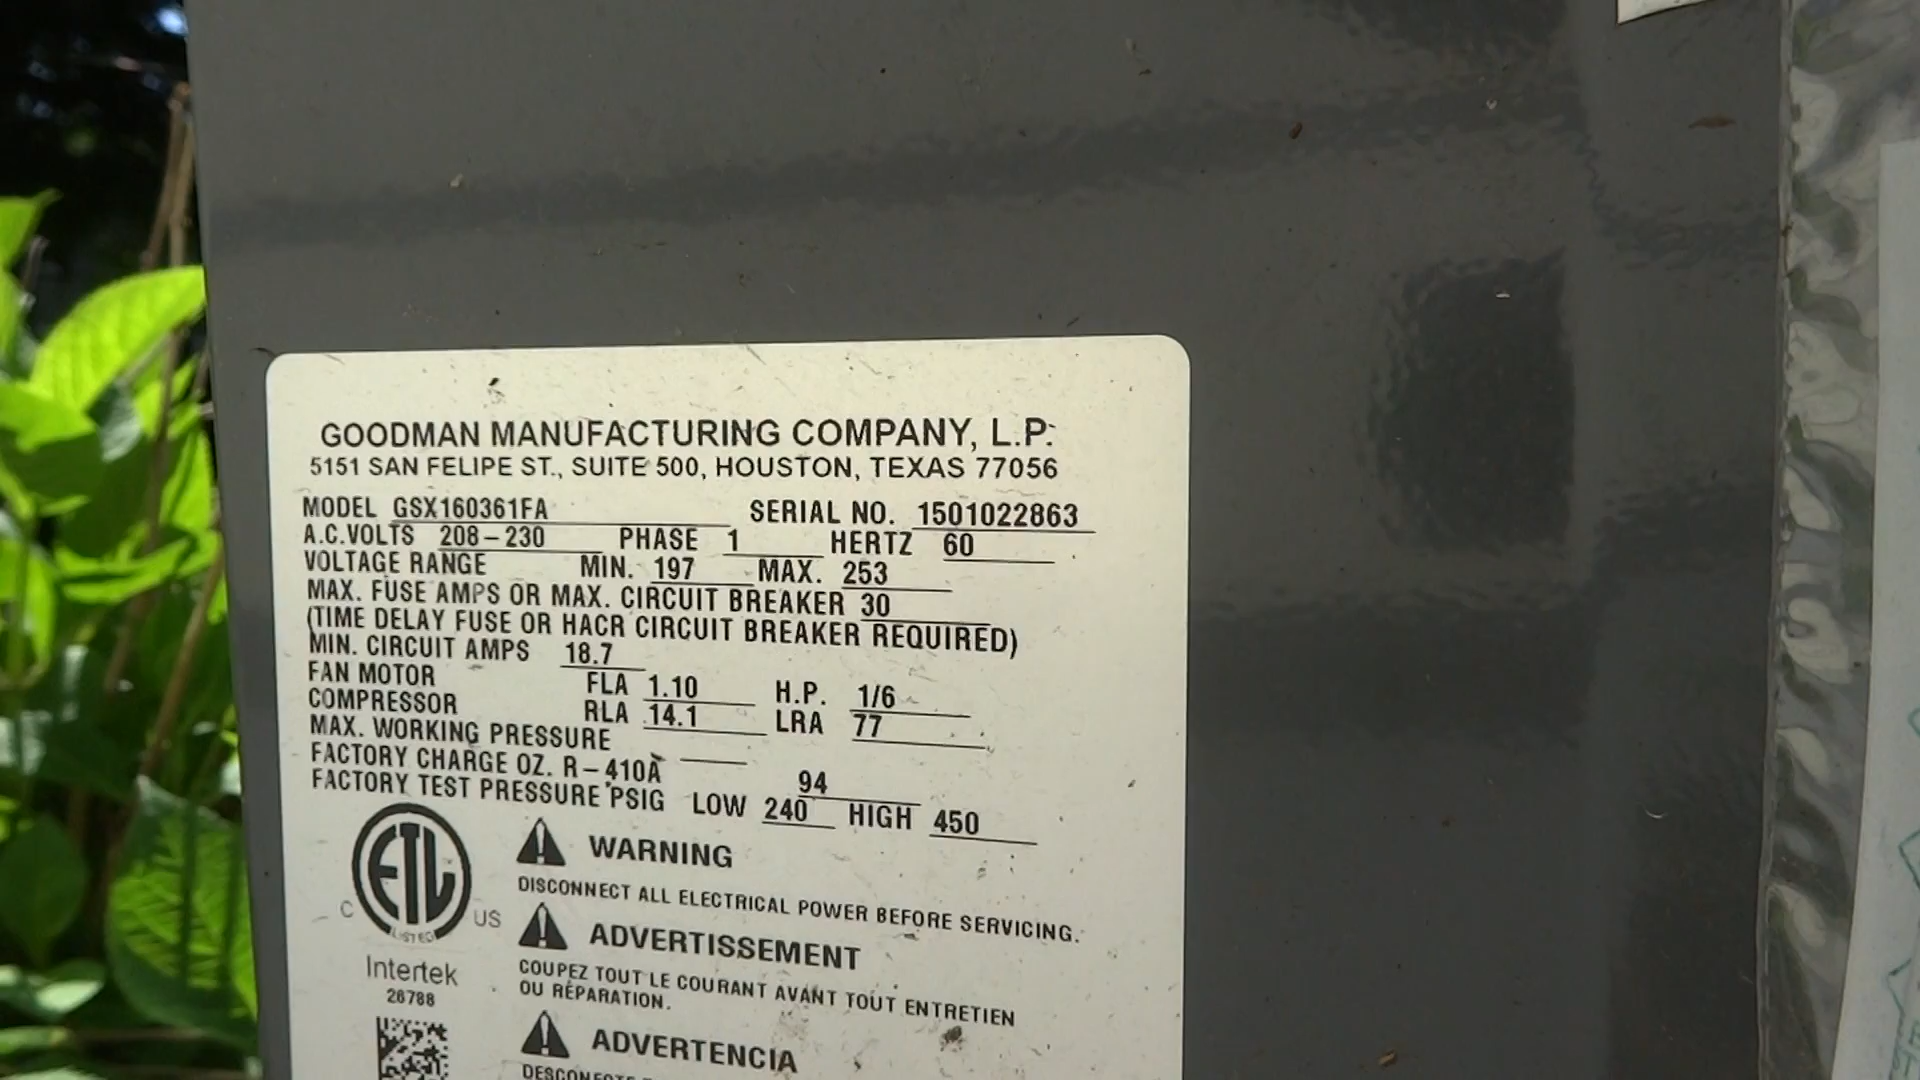 GOODMAN MANUFACTURING COMPANY, L.P.
5151 SAN FELIPE ST., SUITE 500, HOUSTON, TEXAS 77056
MODEL GSX160361FA SERIAL NO. 1501022863
A.C.VOLTS 208-230 PHASE 1 HERTZ 60
VOLTAGE RANGE MIN. 197 MAX. 253
MAX. FUSE AMPS OR MAX. CIRCUIT BREAKER 30
(TIME DELAY FUSE OR HACR CIRCUIT BREAKER REQUIRED)
MIN. CIRCUIT AMPS 18.7
FAN MOTOR FLA 1.10 H.P. 1/6
COMPRESSOR RLA 14.1 LRA 77
MAX. WORKING PRESSURE
FACTORY CHARGE OZ. R-410A 94
FACTORY TEST PRESSURE PSIG LOW 240 HIGH 450
ETL
LISTED
C US
Intertek
26788
WARNING
DISCONNECT ALL ELECTRICAL POWER BEFORE SERVICING.
ADVERTISSEMENT
COUPEZ TOUT LE COURANT AVANT TOUT ENTRETIEN
OU RÉPARATION.
ADVERTENCIA